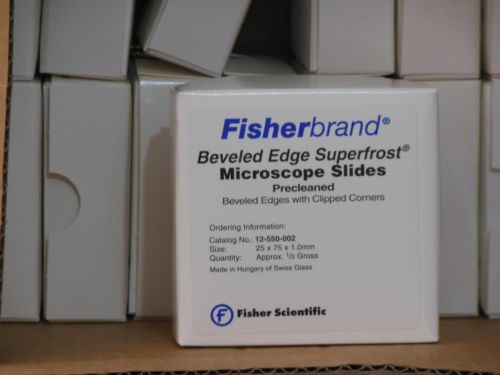 Fisherbrand®
Beveled Edge Superfrost®
Microscope Slides
Precleaned
Beveled Edges with Clipped Corners
Ordering Information:
Catalog No.: 12-550-002
Size: 25 x 75 x 1.0mm
Quantity: Approx. 1/2 Gross
Made in Hungary of Swiss Glass
Fisher Scientific